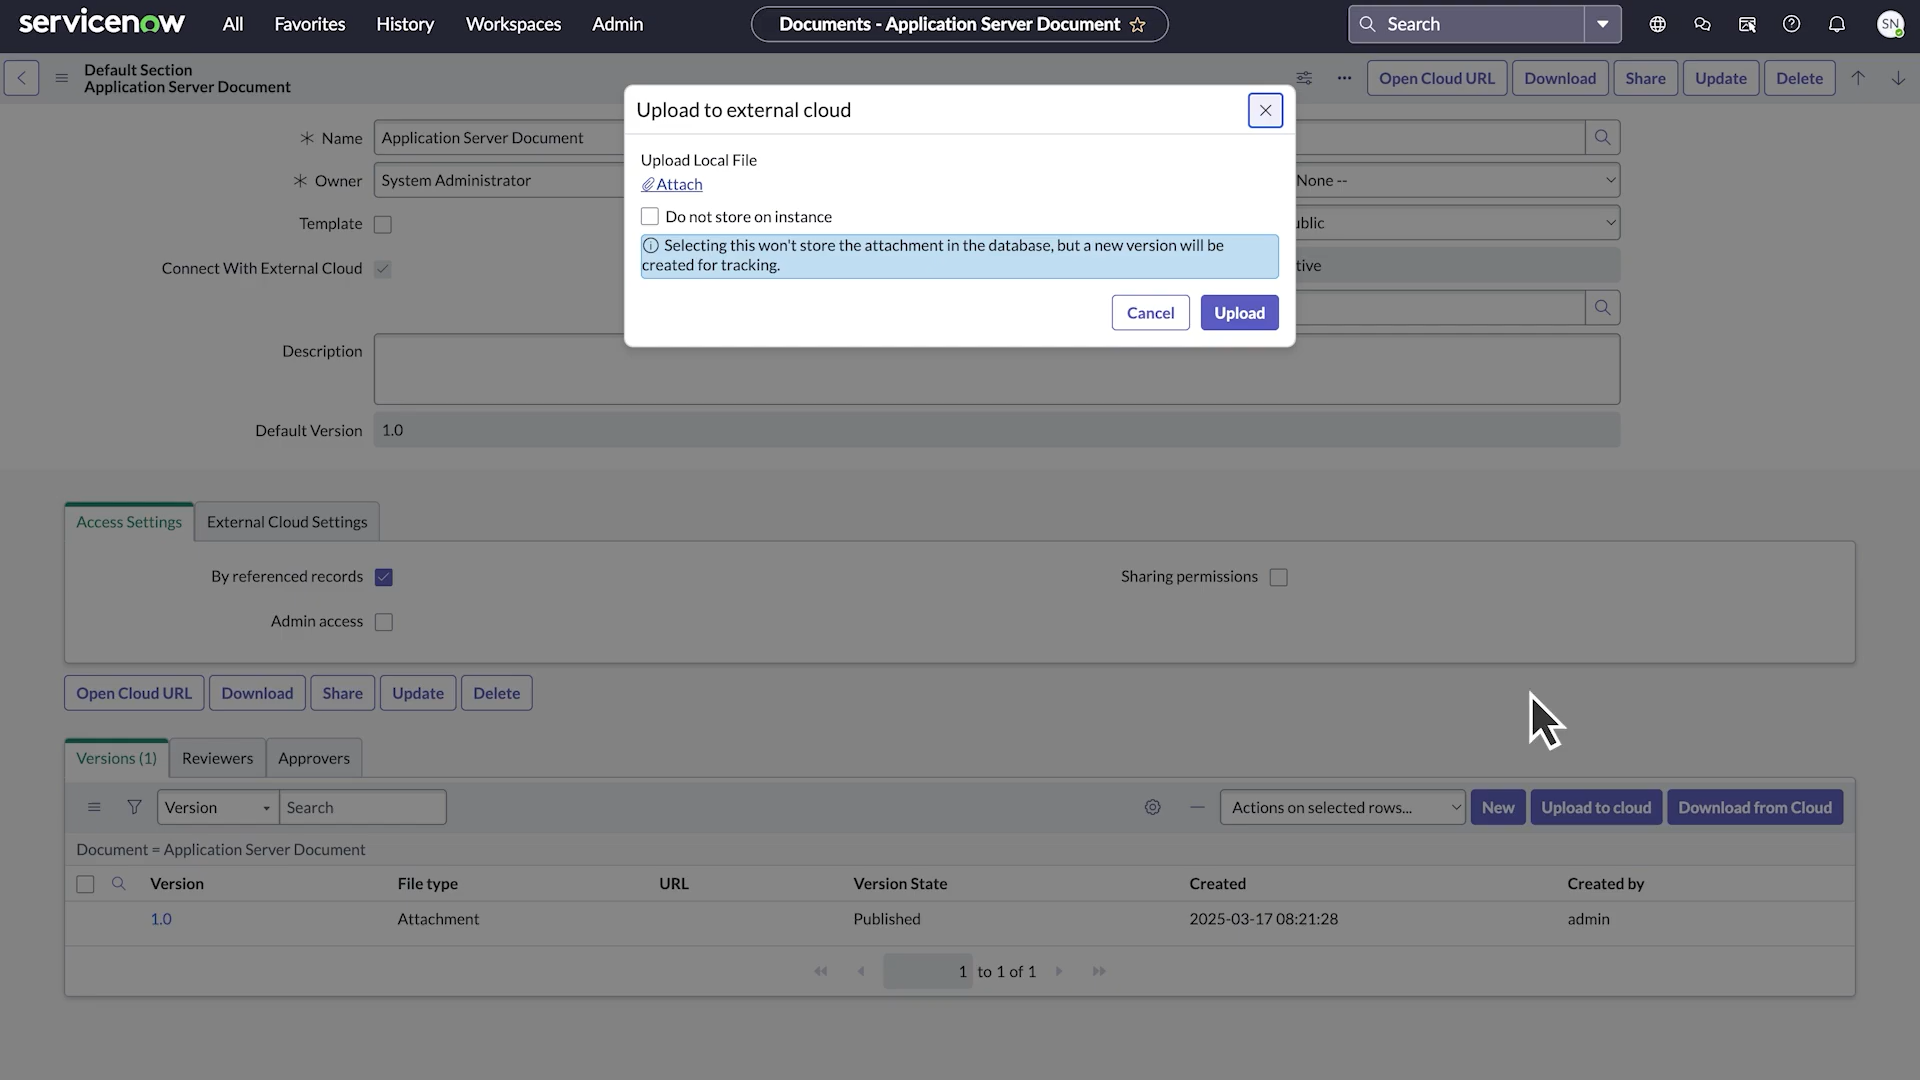 servicenow
All
Favorites
History
Workspaces
Admin
Documents - Application Server Document
Search
SN
Default Section
Application Server Document
Open Cloud URL
Download
Share
Update
Delete
Upload to external cloud
Upload Local File
Attach
Do not store on instance
Selecting this won't store the attachment in the database, but a new version will be
created for tracking.
Cancel
Upload
Name
Application Server Document
Owner
System Administrator
None --
Template
Connect With External Cloud
Description
Default Version
1.0
Access Settings
External Cloud Settings
By referenced records
Sharing permissions
Admin access
Open Cloud URL
Download
Share
Update
Delete
Versions (1)
Reviewers
Approvers
Version
Search
Actions on selected rows...
New
Upload to cloud
Download from Cloud
Document = Application Server Document
Version
File type
URL
Version State
Created
Created by
1.0
Attachment
Published
2025-03-17 08:21:28
admin
1 to 1 of 1